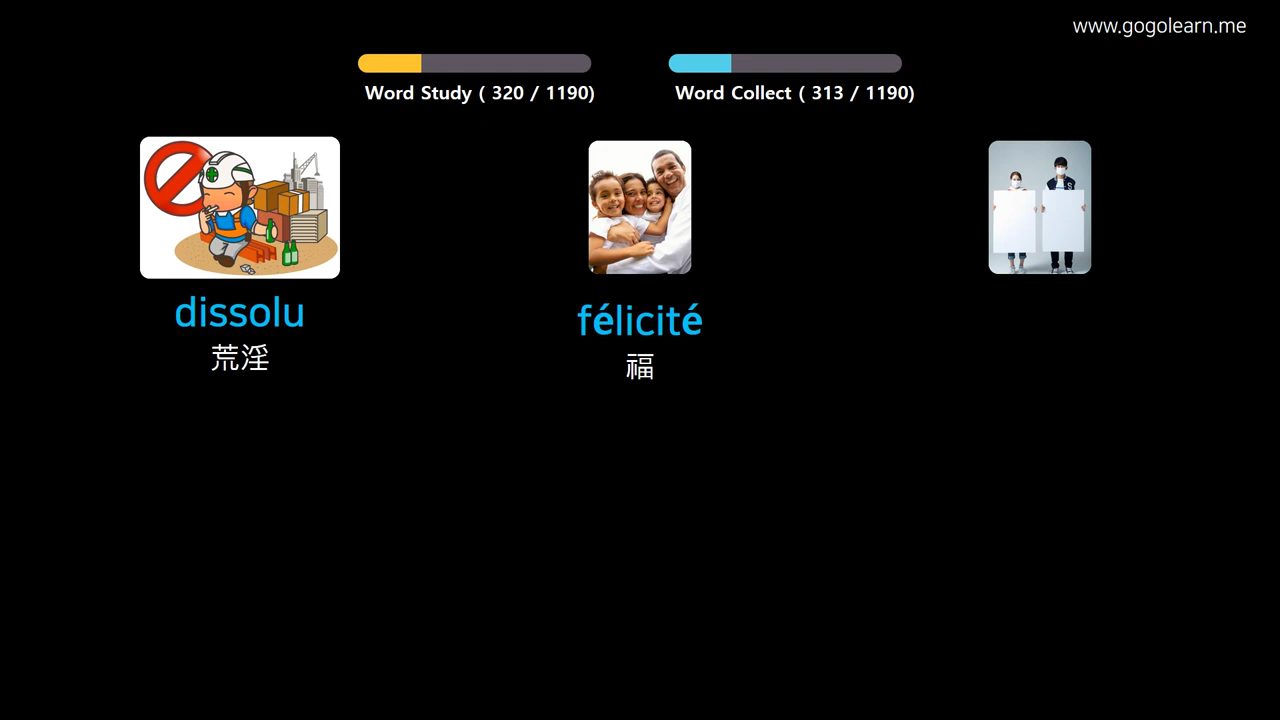 www.gogolearn.me
Word Study ( 320 / 1190)
Word Collect ( 313 / 1190)
dissolu
荒淫
félicité
福